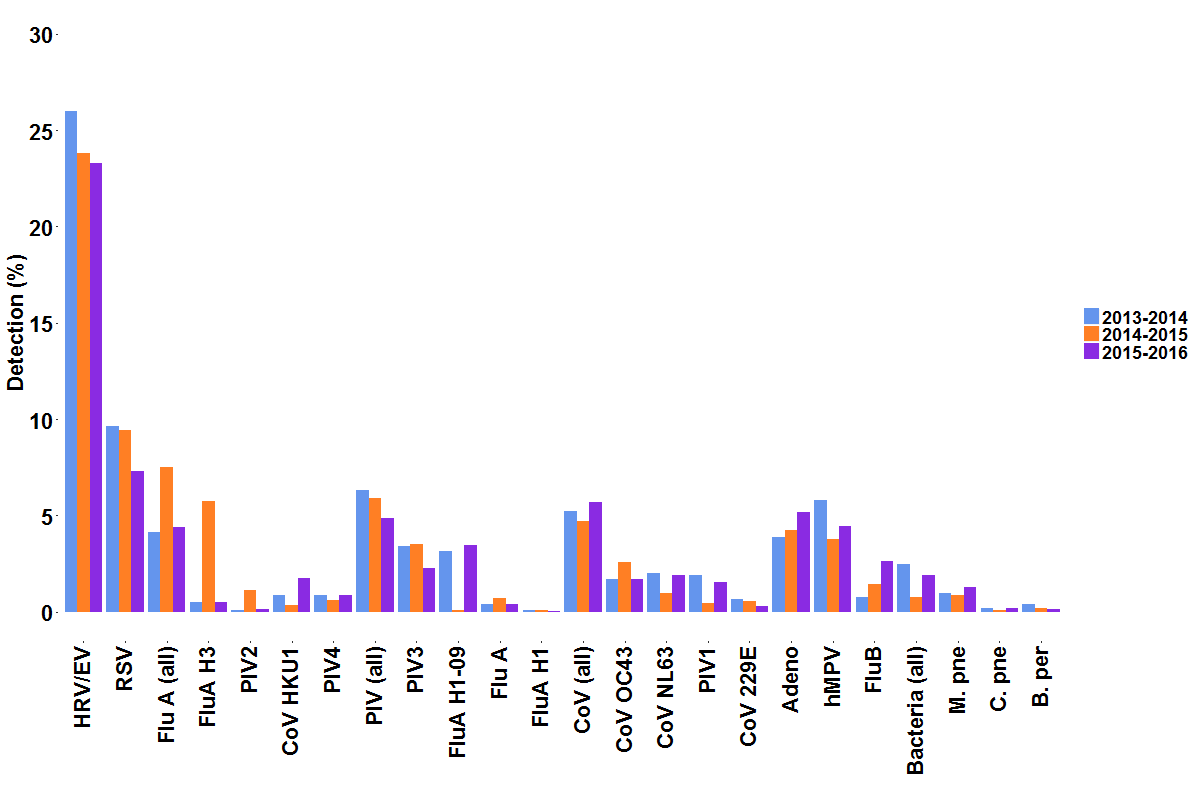 30
25
20
15
10
5
0
Detection (%)
HRV/EV
RSV
Flu A (all)
FluA H3
PIV2
CoV HKU1
PIV4
PIV (all)
PIV3
FluA H1-09
Flu A
FluA H1
CoV (all)
CoV OC43
CoV NL63
PIV1
CoV 229E
Adeno
hMPV
FluB
Bacteria (all)
M. pne
C. pne
B. per
2013-2014
2014-2015
2015-2016